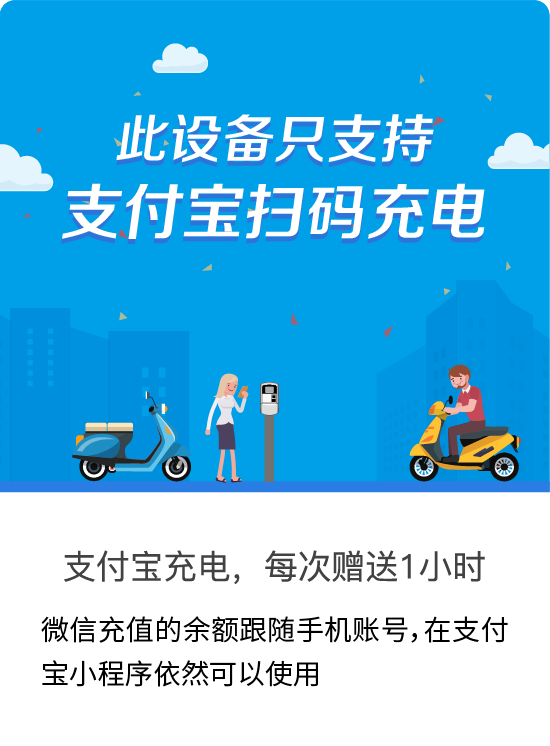 此设备只支持
支付宝扫码充电
支付宝充电，每次赠送1小时
微信充值的余额跟随手机账号，在支付
宝小程序依然可以使用